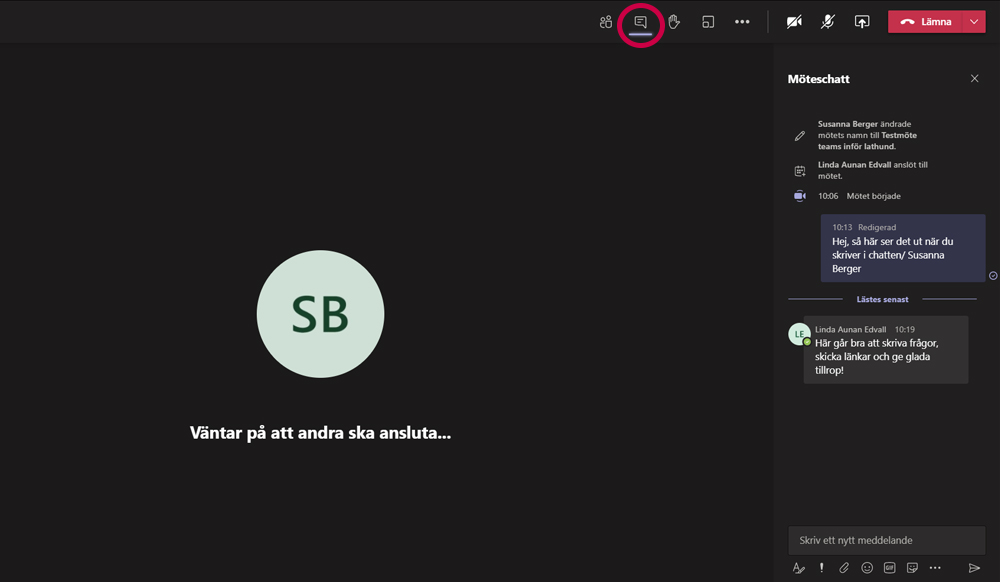 Lämna
Möteschatt
Susanna Berger ändrade
mötets namn till Testmöte
teams inför lathund.
Linda Aunan Edvall anslöt till
mötet.
10:06 Mötet började
10:13 Redigerad
Hej, så här ser det ut när du
skriver i chatten/ Susanna
Berger
Lästes senast
LE
Linda Aunan Edvall 10:19
Här går bra att skriva frågor,
skicka länkar och ge glada
tillrop!
SB
Väntar på att andra ska ansluta...
Skriv ett nytt meddelande
GIF